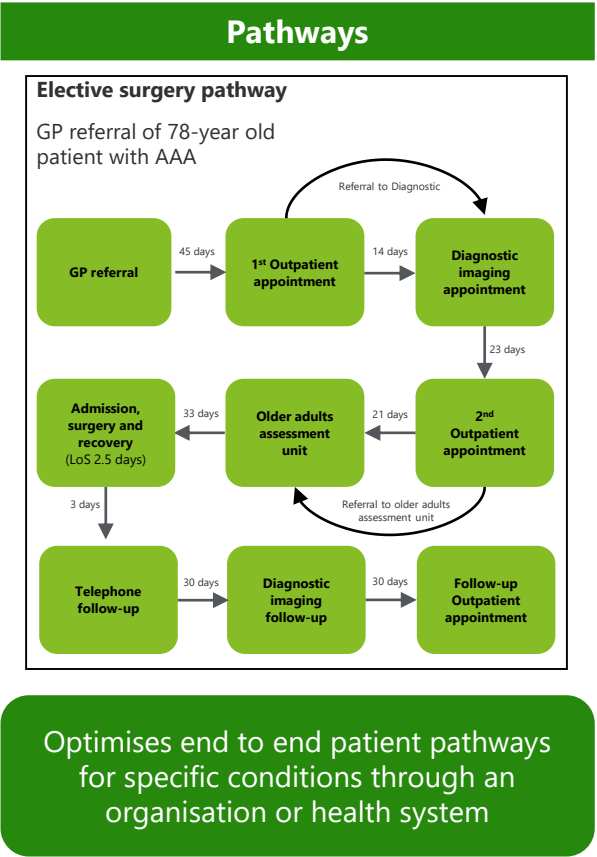 Pathways
Elective surgery pathway
GP referral of 78-year old
patient with AAA
Referral to Diagnostic
GP referral
45 days
1st Outpatient
appointment
14 days
Diagnostic
imaging
appointment
23 days
Admission,
surgery and
recovery
(LoS 2.5 days)
33 days
Older adults
assessment
unit
21 days
2nd
Outpatient
appointment
3 days
Referral to older adults
assessment unit
Telephone
follow-up
30 days
Diagnostic
imaging
follow-up
30 days
Follow-up
Outpatient
appointment
Optimises end to end patient pathways
for specific conditions through an
organisation or health system